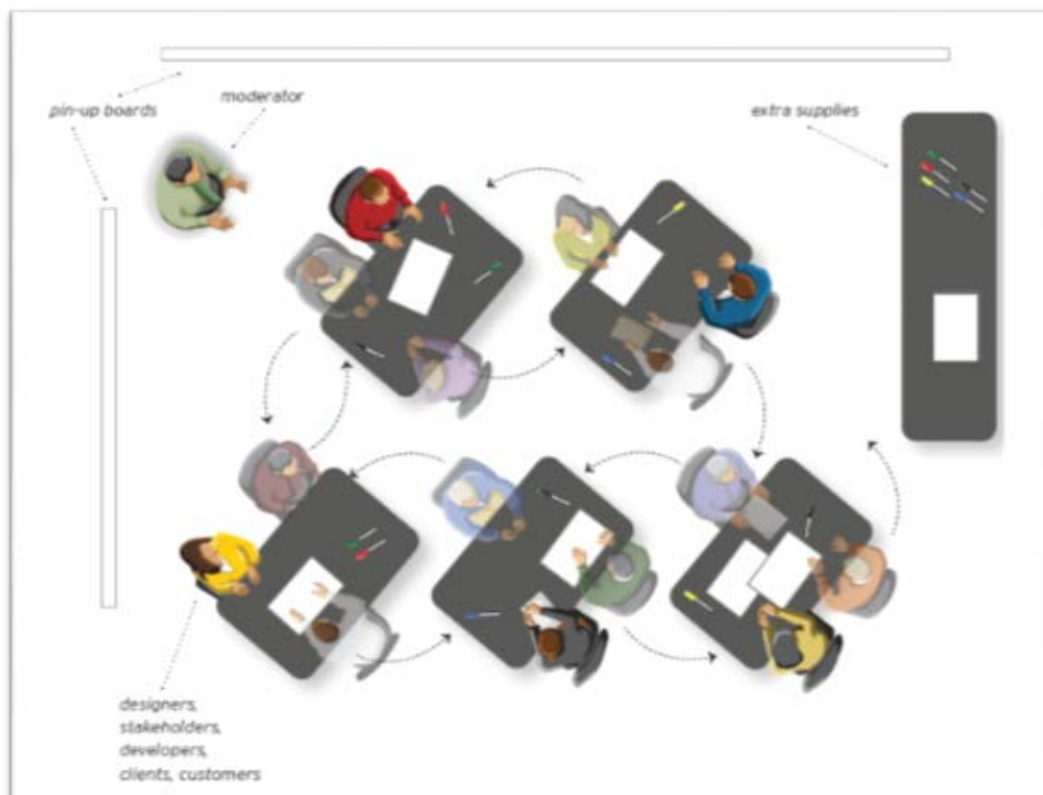 pin-up boards
moderator
extra supplies
designers,
stakeholders,
developers,
clients, customers